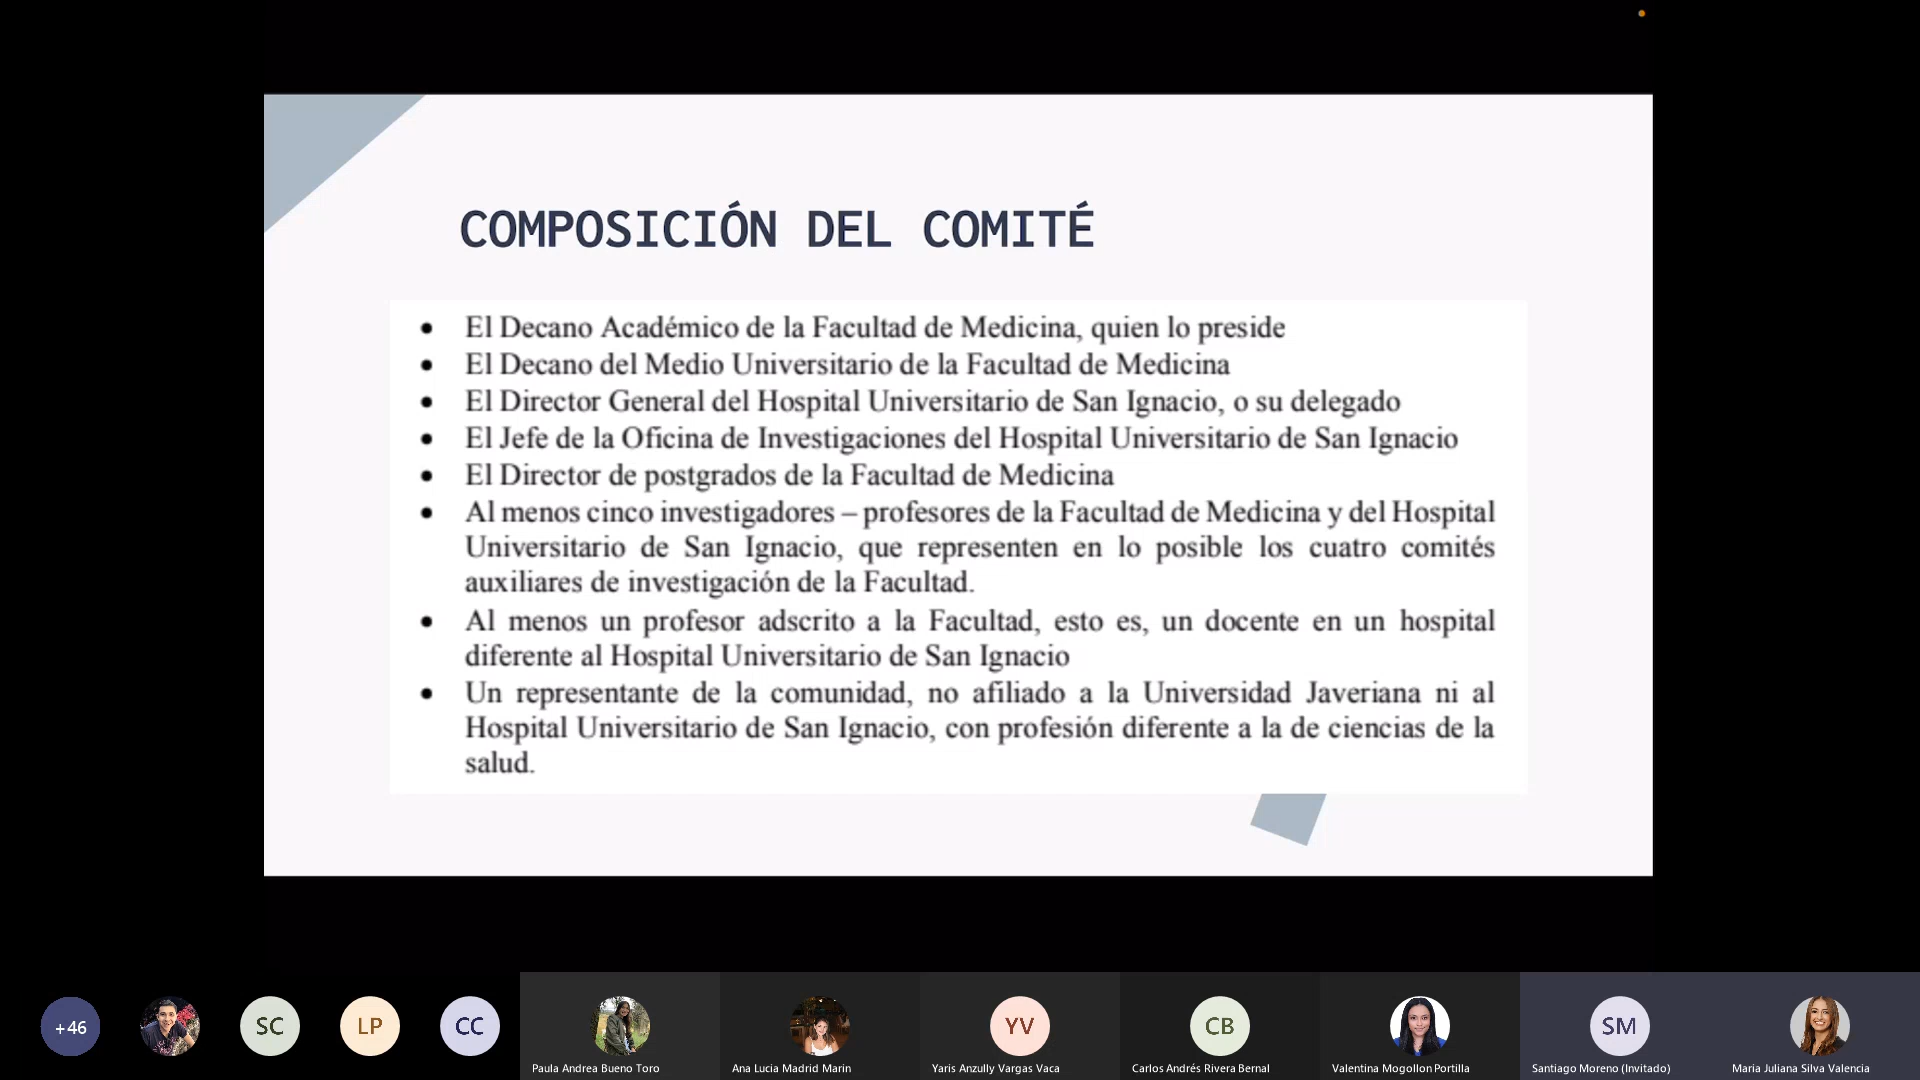 COMPOSICIÓN DEL COMITÉ
• El Decano Académico de la Facultad de Medicina, quien lo preside
• El Decano del Medio Universitario de la Facultad de Medicina
• El Director General del Hospital Universitario de San Ignacio, o su delegado
• El Jefe de la Oficina de Investigaciones del Hospital Universitario de San Ignacio
• El Director de postgrados de la Facultad de Medicina
• Al menos cinco investigadores – profesores de la Facultad de Medicina y del Hospital
Universitario de San Ignacio, que representen en lo posible los cuatro comités
auxiliares de investigación de la Facultad.
• Al menos un profesor adscrito a la Facultad, esto es, un docente en un hospital
diferente al Hospital Universitario de San Ignacio
• Un representante de la comunidad, no afiliado a la Universidad Javeriana ni al
Hospital Universitario de San Ignacio, con profesión diferente a la de ciencias de la
salud.
+46
SC
LP
CC
YV
CB
SM
Paula Andrea Bueno Toro
Ana Lucia Madrid Marin
Yaris Anzully Vargas Vaca
Carlos Andrés Rivera Bernal
Valentina Mogollon Portilla
Santiago Moreno (Invitado)
Maria Juliana Silva Valencia